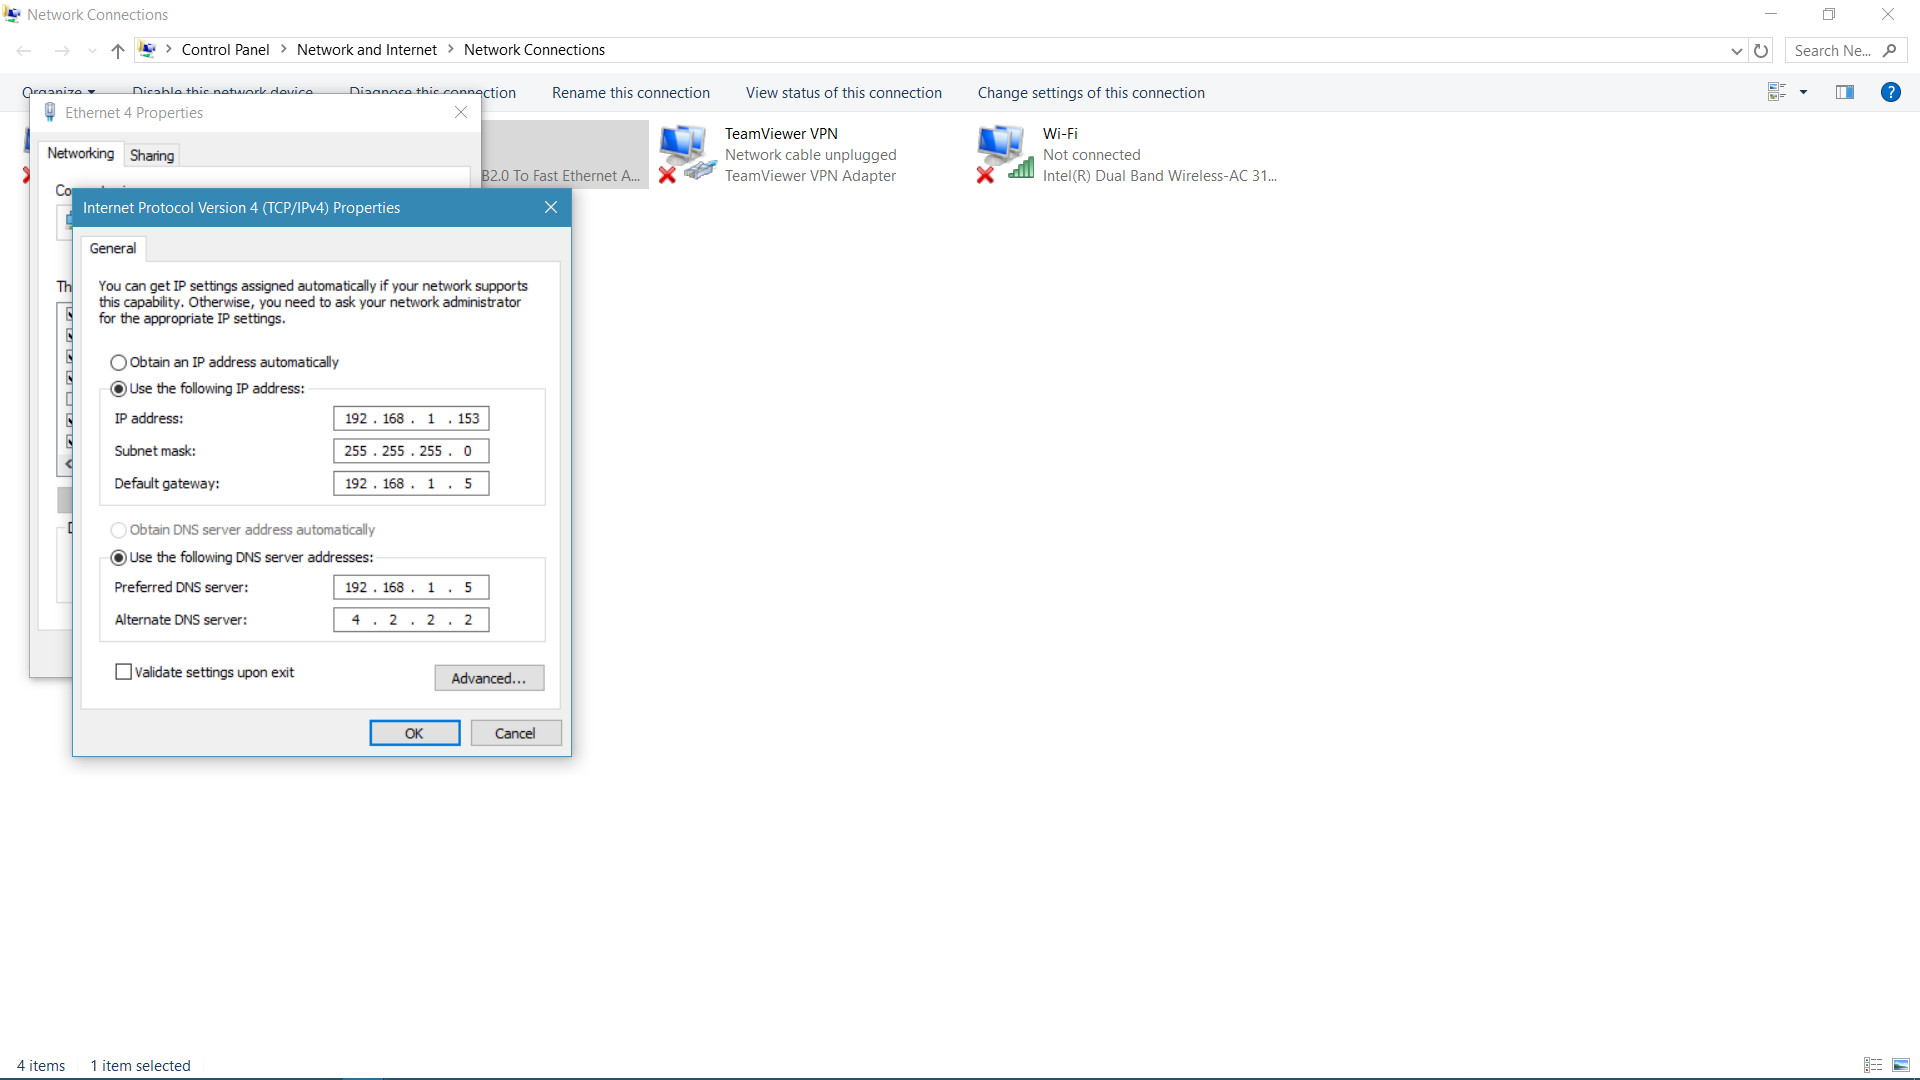 Network Connections
Control Panel > Network and Internet > Network Connections
Search Ne...
Organize
Disable this network device
Diagnose this connection
Rename this connection
View status of this connection
Change settings of this connection
Ethernet 4 Properties
Networking
Sharing
B2.0 To Fast Ethernet A...
TeamViewer VPN
Network cable unplugged
TeamViewer VPN Adapter
Wi-Fi
Not connected
Intel(R) Dual Band Wireless-AC 31...
Th
Internet Protocol Version 4 (TCP/IPv4) Properties
General
You can get IP settings assigned automatically if your network supports
this capability. Otherwise, you need to ask your network administrator
for the appropriate IP settings.
Obtain an IP address automatically
Use the following IP address:
IP address: 192 . 168 . 1 . 153
Subnet mask: 255 . 255 . 255 . 0
Default gateway: 192 . 168 . 1 . 5
Obtain DNS server address automatically
Use the following DNS server addresses:
Preferred DNS server: 192 . 168 . 1 . 5
Alternate DNS server: 4 . 2 . 2 . 2
Validate settings upon exit
Advanced...
OK
Cancel
4 items
1 item selected